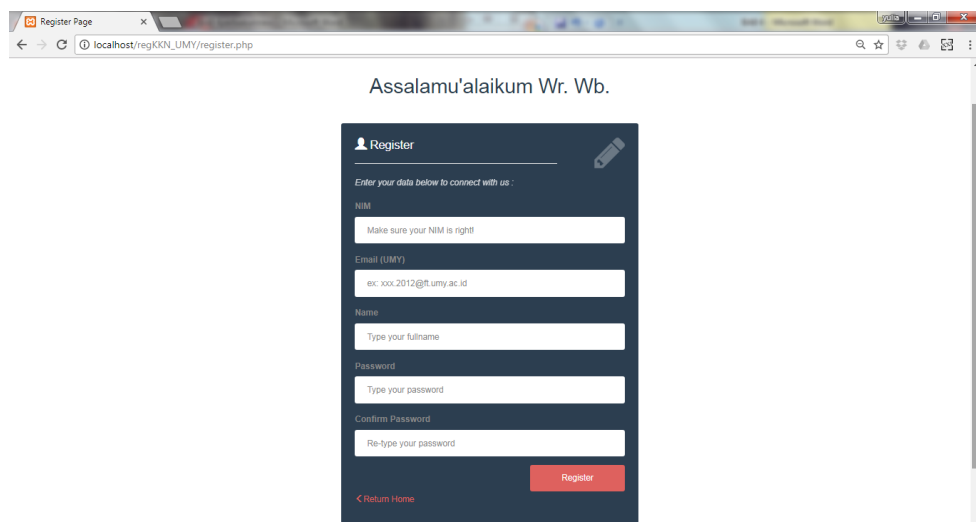 Register Page
yulia
localhost/regKKN_UMY/register.php
Assalamu'alaikum Wr. Wb.
Register
Enter your data below to connect with us :
NIM
Make sure your NIM is right!
Email (UMY)
ex: xxx.2012@ft.umy.ac.id
Name
Type your fullname
Password
Type your password
Confirm Password
Re-type your password
Register
Return Home